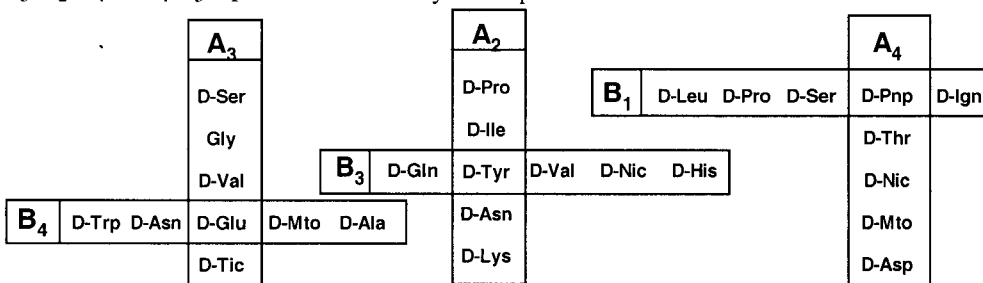 A3
D-Ser
Gly
D-Val
B4 D-Trp D-Asn D-Glu D-Mto D-Ala
D-Tic
A2
D-Pro
D-Ile
B3 D-Gln D-Tyr D-Val D-Nic D-His
D-Asn
D-Lys
A4
B1 D-Leu D-Pro D-Ser D-Pnp D-Ign
D-Thr
D-Nic
D-Mto
D-Asp